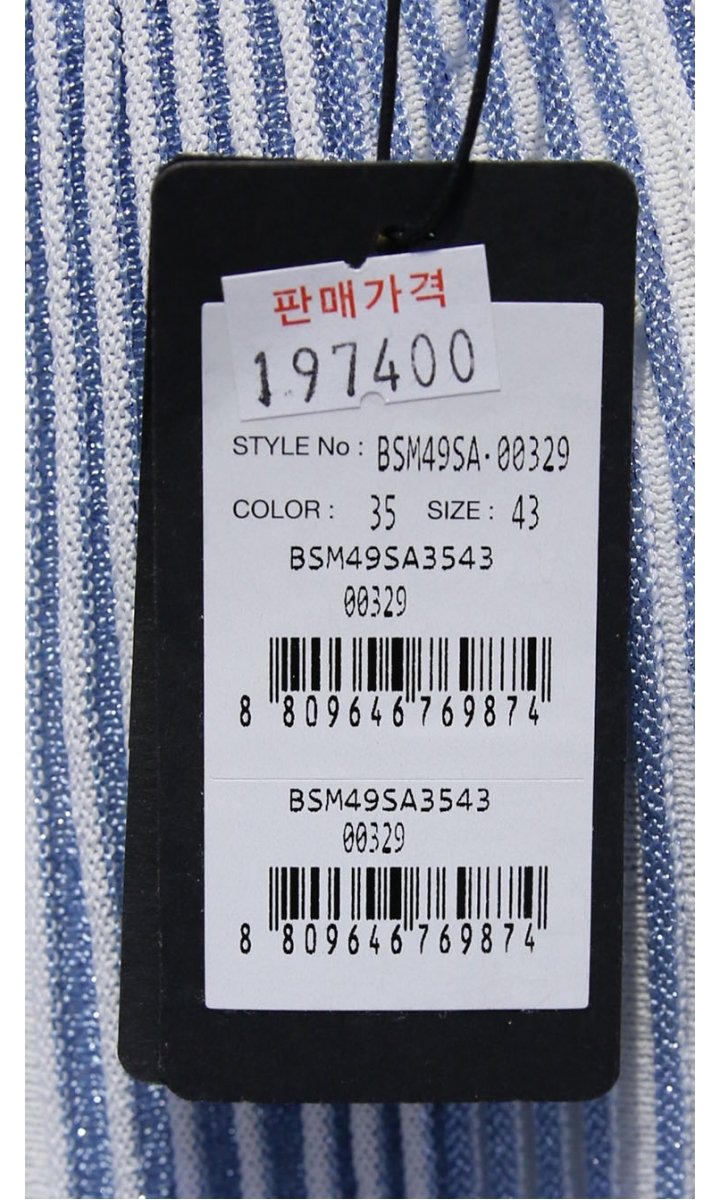 판매가격
197400
STYLE No : BSM49SA-00329
COLOR : 35 SIZE : 43
BSM49SA3543
00329
8 809646 769874
BSM49SA3543
00329
8 809646 769874